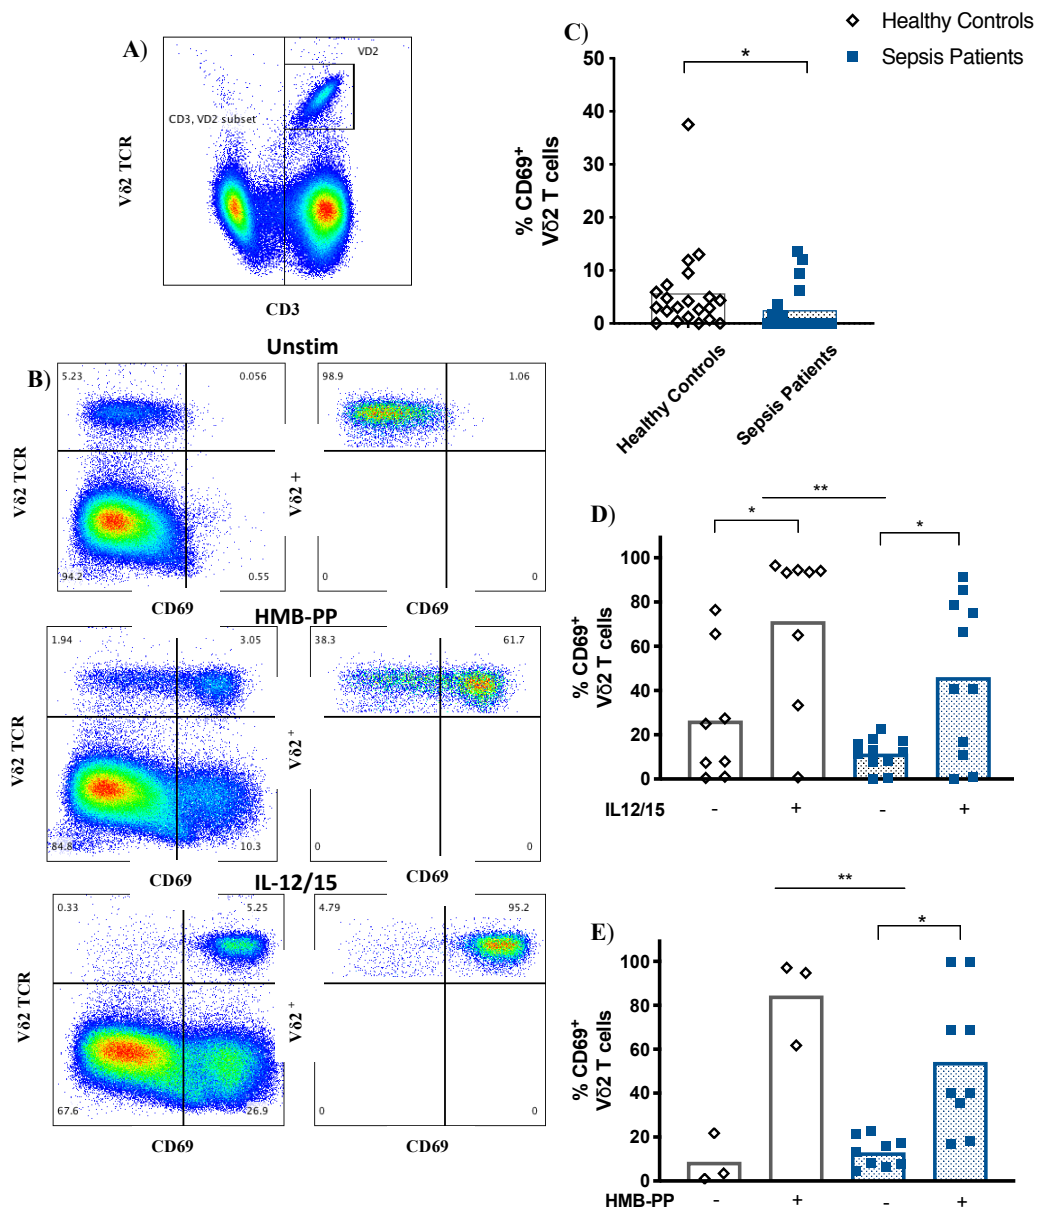 Healthy Controls
Sepsis Patients
A)
VD2
CD3, VD2 subset
Vδ2 TCR
CD3
C)
*
50
40
30
20
10
0
% CD69+
Vδ2 T cells
Healthy Controls
Sepsis Patients
B)
Unstim
5.23
0.056
94.2
0.55
Vδ2 TCR
CD69
98.9
1.06
0
0
Vδ2 +
CD69
HMB-PP
1.94
3.05
84.8
10.3
Vδ2 TCR
CD69
38.3
61.7
0
0
Vδ2 +
CD69
IL-12/15
0.33
5.25
67.6
26.9
Vδ2 TCR
CD69
4.79
95.2
0
0
Vδ2 +
CD69
D)
**
*
*
100
80
60
40
20
0
% CD69+
Vδ2 T cells
IL12/15 - + - +
E)
**
*
100
80
60
40
20
0
% CD69+
Vδ2 T cells
HMB-PP - + - +